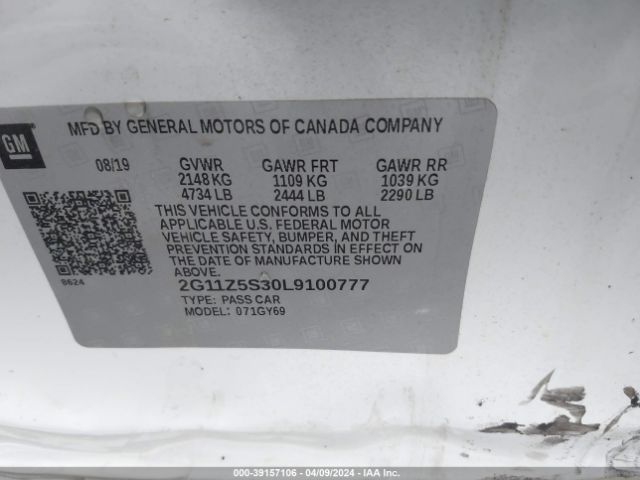 GM
MFD BY GENERAL MOTORS OF CANADA COMPANY
08/19 GVWR GAWR FRT GAWR RR
2148 KG 1109 KG 1039 KG
4734 LB 2444 LB 2290 LB
THIS VEHICLE CONFORMS TO ALL
APPLICABLE U.S. FEDERAL MOTOR
VEHICLE SAFETY, BUMPER, AND THEFT
PREVENTION STANDARDS IN EFFECT ON
THE DATE OF MANUFACTURE SHOWN
ABOVE.
8624
2G11Z5S30L9100777
TYPE: PASS CAR
MODEL: 071GY69
000-39157106 | 04/09/2024 | IAA Inc.